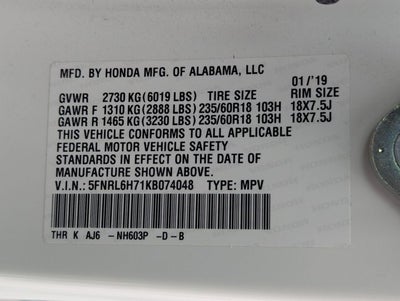 MFD. BY HONDA MFG. OF ALABAMA, LLC
01/'19
GVWR 2730 KG(6019 LBS) TIRE SIZE RIM SIZE
GAWR F 1310 KG(2888 LBS) 235/60R18 103H 18X7.5J
GAWR R 1465 KG(3230 LBS) 235/60R18 103H 18X7.5J
THIS VEHICLE CONFORMS TO ALL APPLICABLE
FEDERAL MOTOR VEHICLE SAFETY
STANDARDS IN EFFECT ON THE DATE OF
MANUFACTURE SHOWN ABOVE.
V.I.N: 5FNRL6H71KB074048 TYPE: MPV
THR K AJ6 -NH603P -D-B